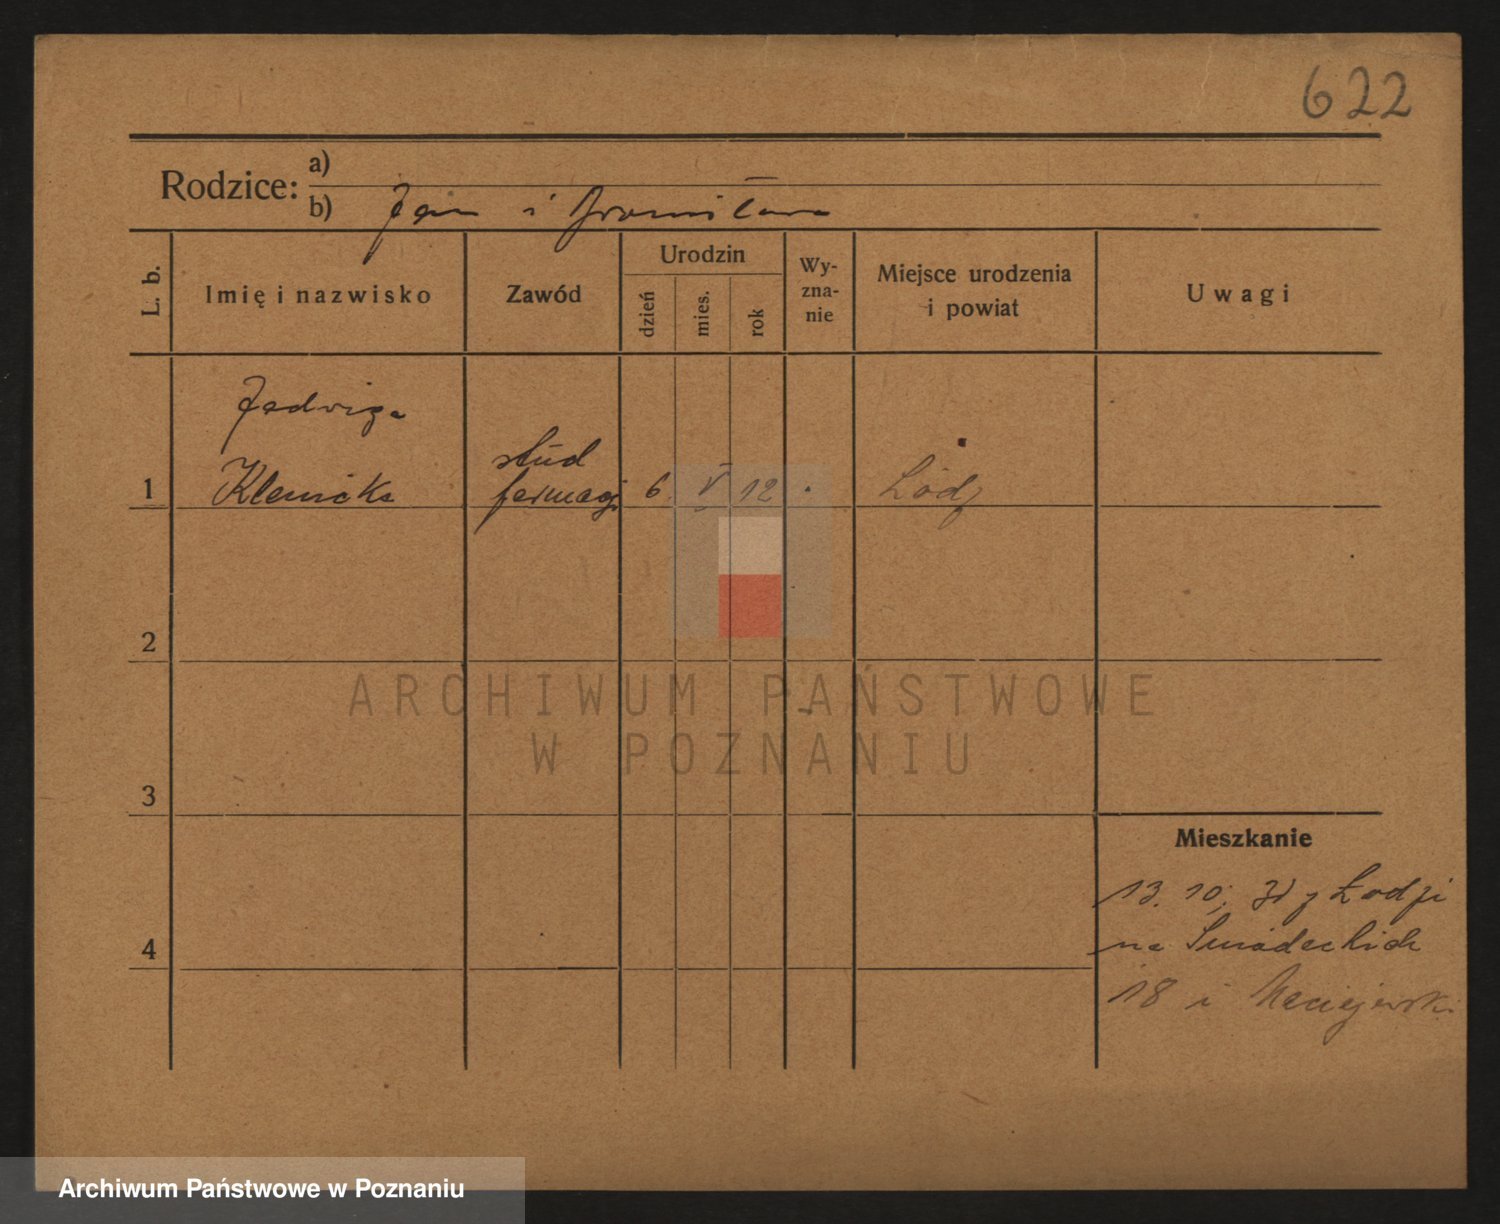 622
Rodzice: a)
b) Jan i Bronisława
L. b.
Imię i nazwisko
Zawód
Urodzin
dzień
mies.
rok
Wy-
zna-
nie
Miejsce urodzenia
i powiat
Uwagi
Jadwiga
1 Klemicka stud
farmacji 6 V 12 Łódź
2
3
4
Mieszkanie
13. 10. 31 z Łodzi
na Śniadeckich
18 i Maciejewski
ARCHIWUM PAŃSTWOWE
W POZNANIU
Archiwum Państwowe w Poznaniu